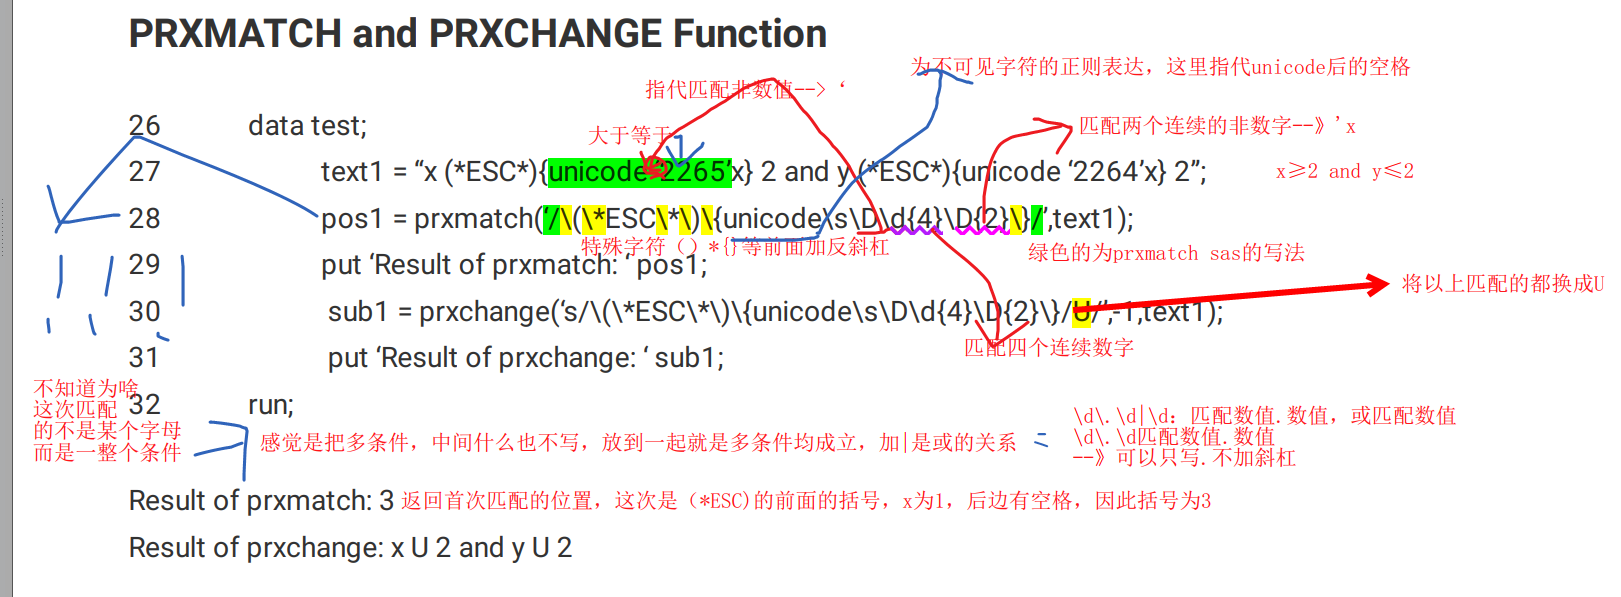 PRXMATCH and PRXCHANGE Function
为不可见字符的正则表达，这里指代unicode后的空格
指代匹配非数值--> ‘
26 data test;
大于等于
匹配两个连续的非数字--》'x
27 text1 = “x (*ESC*){unicode ‘2265’x} 2 and y (*ESC*){unicode ‘2264’x} 2”;
x≥2 and y≤2
28 pos1 = prxmatch(‘/\(\*ESC\*\)\{unicode\s\D\d{4}\D{2}\}/’,text1);
特殊字符（）*{}等前面加反斜杠
绿色的为prxmatch sas的写法
29 put ‘Result of prxmatch: ‘ pos1;
将以上匹配的都换成U
30 sub1 = prxchange(‘s/\(\*ESC\*\)\{unicode\s\D\d{4}\D{2}\}/U/’,-1,text1);
匹配四个连续数字
31 put ‘Result of prxchange: ‘ sub1;
不知道为啥
这次匹配
的不是某个字母
而是一整个条件
32 run;
感觉是把多条件，中间什么也不写，放到一起就是多条件均成立，加|是或的关系
\d\.\d|\d：匹配数值.数值，或匹配数值
\d\.\d匹配数值.数值
--》可以只写.不加斜杠
Result of prxmatch: 3
返回首次匹配的位置，这次是（*ESC)的前面的括号，x为1，后边有空格，因此括号为3
Result of prxchange: x U 2 and y U 2